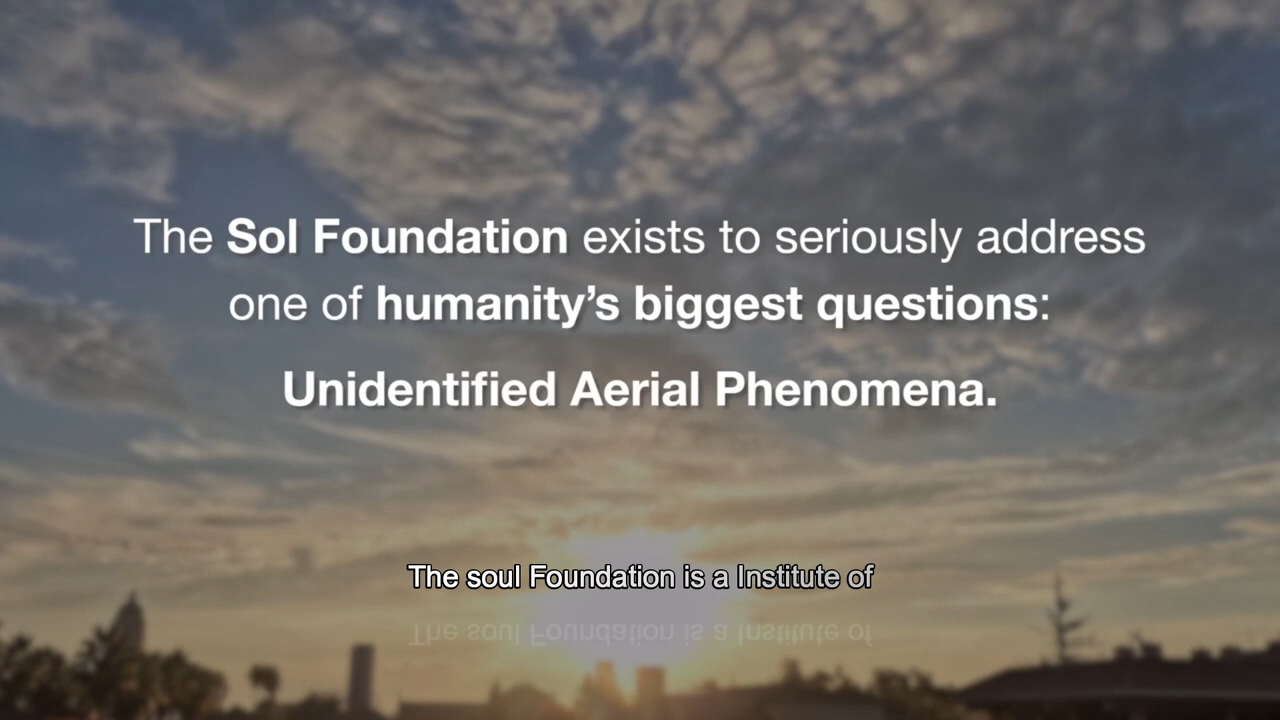 The Sol Foundation exists to seriously address
one of humanity’s biggest questions:
Unidentified Aerial Phenomena.
The soul Foundation is a Institute of